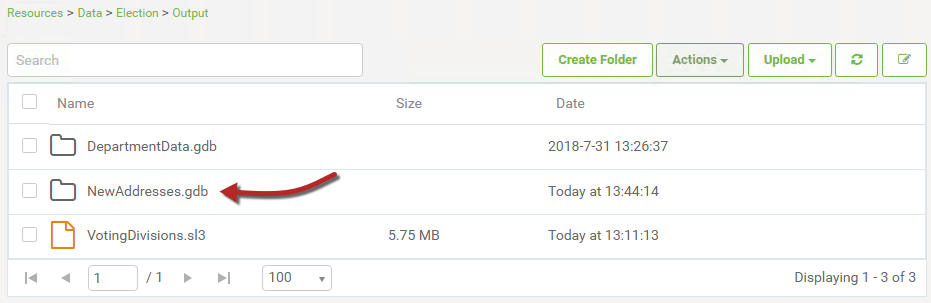 Resources > Data > Election > Output
Search Create Folder Actions Upload
Name Size Date
DepartmentData.gdb 2018-7-31 13:26:37
NewAddresses.gdb Today at 13:44:14
VotingDivisions.sl3 5.75 MB Today at 13:11:13
1 / 1 100 Displaying 1 - 3 of 3